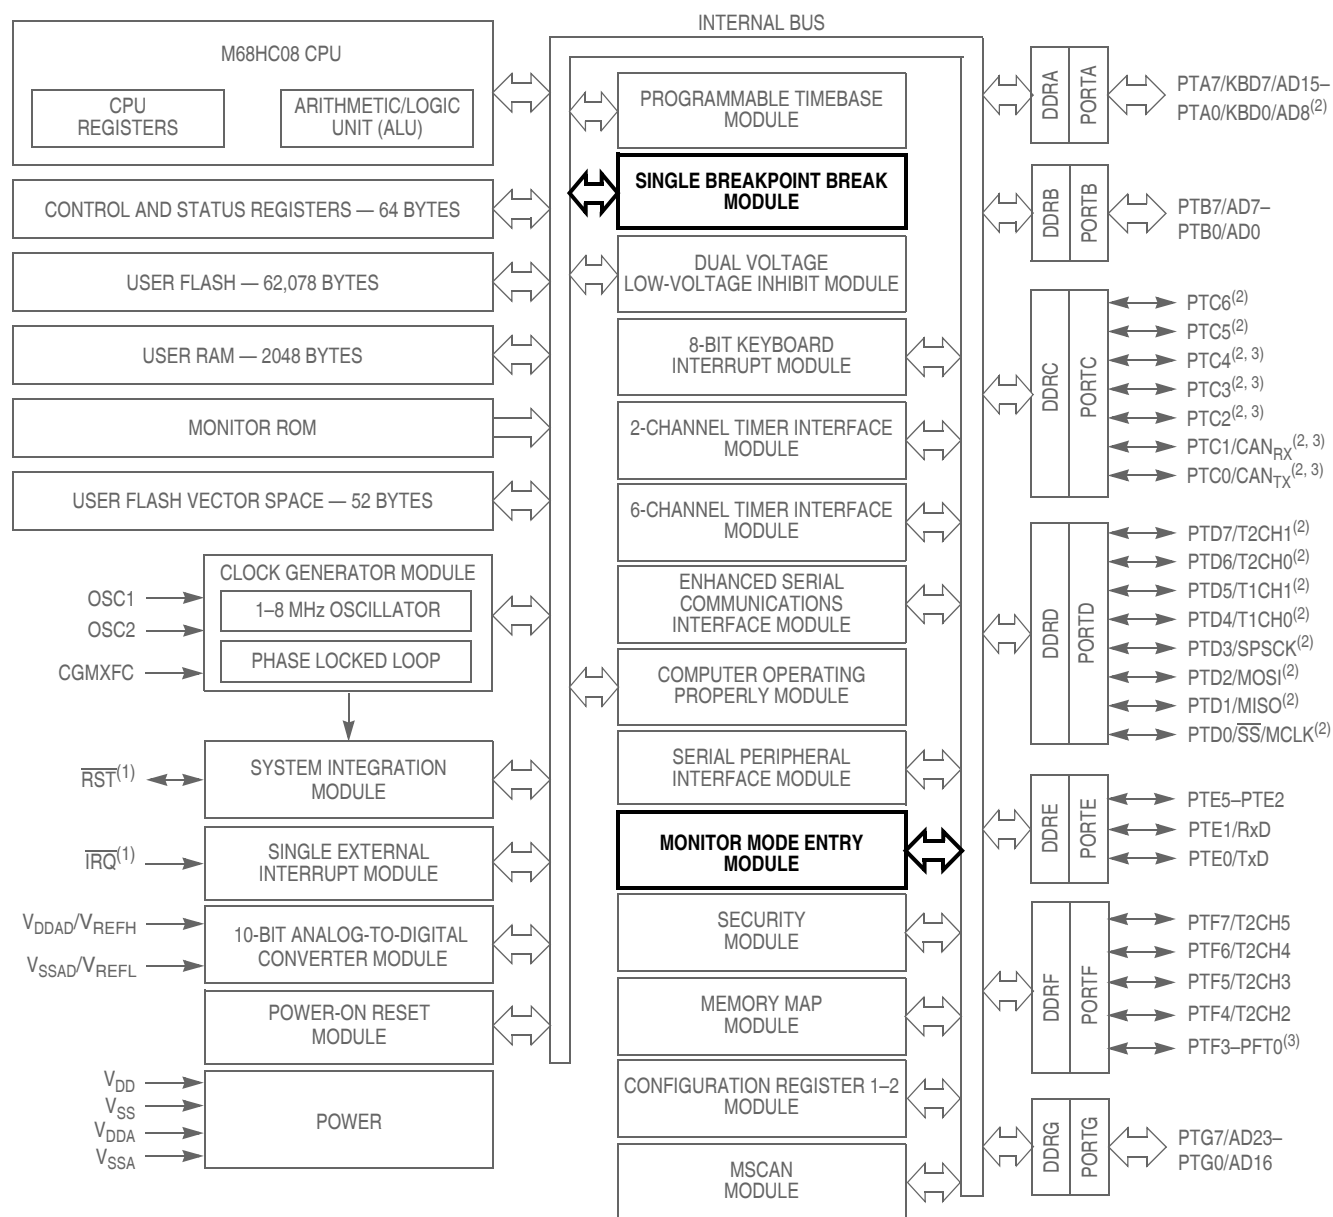 INTERNAL BUS
M68HC08 CPU
CPU
REGISTERS
ARITHMETIC/LOGIC
UNIT (ALU)
CONTROL AND STATUS REGISTERS — 64 BYTES
USER FLASH — 62,078 BYTES
USER RAM — 2048 BYTES
MONITOR ROM
USER FLASH VECTOR SPACE — 52 BYTES
CLOCK GENERATOR MODULE
1–8 MHz OSCILLATOR
PHASE LOCKED LOOP
OSC1
OSC2
CGMXFC
SYSTEM INTEGRATION
MODULE
RST(1)
SINGLE EXTERNAL
INTERRUPT MODULE
IRQ(1)
10-BIT ANALOG-TO-DIGITAL
CONVERTER MODULE
VDDAD/VREFH
VSSAD/VREFL
POWER-ON RESET
MODULE
POWER
VDD
VSS
VDDA
VSSA
PROGRAMMABLE TIMEBASE
MODULE
SINGLE BREAKPOINT BREAK
MODULE
DUAL VOLTAGE
LOW-VOLTAGE INHIBIT MODULE
8-BIT KEYBOARD
INTERRUPT MODULE
2-CHANNEL TIMER INTERFACE
MODULE
6-CHANNEL TIMER INTERFACE
MODULE
ENHANCED SERIAL
COMMUNICATIONS
INTERFACE MODULE
COMPUTER OPERATING
PROPERLY MODULE
SERIAL PERIPHERAL
INTERFACE MODULE
MONITOR MODE ENTRY
MODULE
SECURITY
MODULE
MEMORY MAP
MODULE
CONFIGURATION REGISTER 1–2
MODULE
MSCAN
MODULE
DDRA
PORTA
PTA7/KBD7/AD15–
PTA0/KBD0/AD8(2)
DDRB
PORTB
PTB7/AD7–
PTB0/AD0
DDRC
PORTC
PTC6(2)
PTC5(2)
PTC4(2, 3)
PTC3(2, 3)
PTC2(2, 3)
PTC1/CANRX(2, 3)
PTC0/CANTX(2, 3)
DDRD
PORTD
PTD7/T2CH1(2)
PTD6/T2CH0(2)
PTD5/T1CH1(2)
PTD4/T1CH0(2)
PTD3/SPSCK(2)
PTD2/MOSI(2)
PTD1/MISO(2)
PTD0/SS/MCLK(2)
DDRE
PORTE
PTE5–PTE2
PTE1/RxD
PTE0/TxD
DDRF
PORTF
PTF7/T2CH5
PTF6/T2CH4
PTF5/T2CH3
PTF4/T2CH2
PTF3–PFT0(3)
DDRG
PORTG
PTG7/AD23–
PTG0/AD16